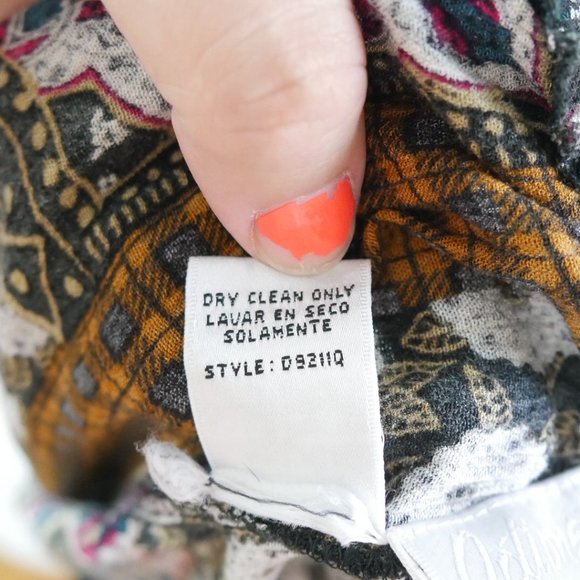 DRY CLEAN ONLY
LAVAR EN SECO
SOLAMENTE
STYLE: D9211Q